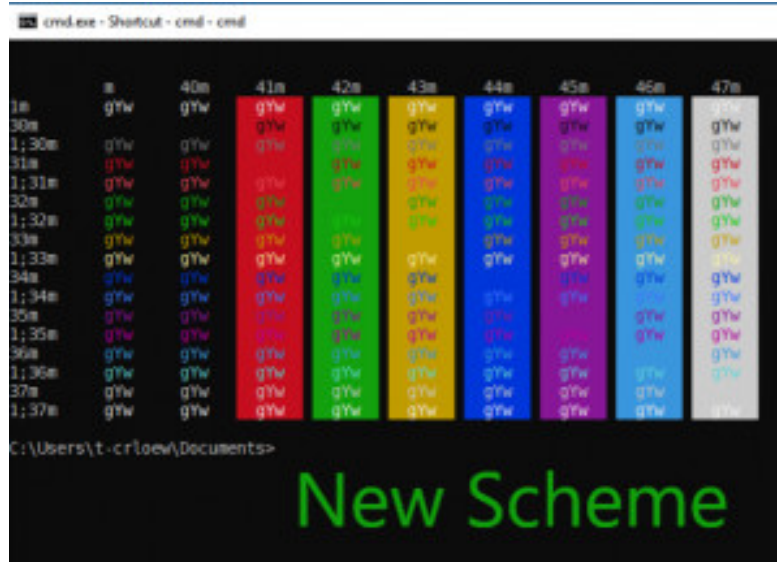 cmd.exe - Shortcut - cmd - cmd
m 40m 41m 42m 43m 44m 45m 46m 47m
1m gYw gYw gYw gYw gYw gYw gYw gYw gYw
30m gYw gYw gYw gYw gYw gYw gYw
1;30m gYw gYw gYw gYw gYw gYw gYw gYw gYw
31m gYw gYw gYw gYw gYw gYw gYw gYw
1;31m gYw gYw gYw gYw gYw gYw gYw gYw gYw
32m gYw gYw gYw gYw gYw gYw gYw gYw
1;32m gYw gYw gYw gYw gYw gYw gYw gYw gYw
33m gYw gYw gYw gYw gYw gYw gYw gYw
1;33m gYw gYw gYw gYw gYw gYw gYw gYw gYw
34m gYw gYw gYw gYw gYw gYw gYw gYw
1;34m gYw gYw gYw gYw gYw gYw gYw gYw gYw
35m gYw gYw gYw gYw gYw gYw gYw gYw
1;35m gYw gYw gYw gYw gYw gYw gYw gYw gYw
36m gYw gYw gYw gYw gYw gYw gYw gYw
1;36m gYw gYw gYw gYw gYw gYw gYw gYw gYw
37m gYw gYw gYw gYw gYw gYw gYw gYw
1;37m gYw gYw gYw gYw gYw gYw gYw gYw gYw
C:\Users\t-crloew\Documents>
New Scheme